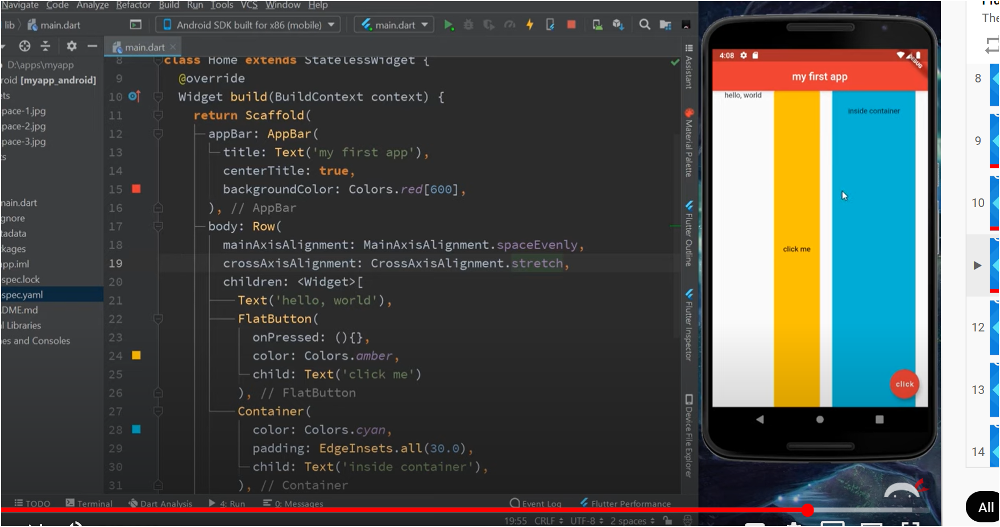 Navigate Code Analyze Refactor Build Run Tools VCS Window Help
lib main.dart Android SDK built for x86 (mobile) main.dart
main.dart
D:\apps\myapp
roid [myapp_android]
ets
pace-1.jpg
pace-2.jpg
pace-3.jpg
rs
main.dart
gnore
tadata
kages
app.iml
spec.lock
spec.yaml
DME.md
l Libraries
nes and Consoles
8 class Home extends StatelessWidget {
9 @override
10 Widget build(BuildContext context) {
11 return Scaffold(
12 appBar: AppBar(
13 title: Text('my first app'),
14 centerTitle: true,
15 backgroundColor: Colors.red[600],
16 ), // AppBar
17 body: Row(
18 mainAxisAlignment: MainAxisAlignment.spaceEvenly,
19 crossAxisAlignment: CrossAxisAlignment.stretch,
20 children: <Widget>[
21 Text('hello, world'),
22 FlatButton(
23 onPressed: (){},
24 color: Colors.amber,
25 child: Text('click me')
26 ), // FlatButton
27 Container(
28 color: Colors.cyan,
29 padding: EdgeInsets.all(30.0),
30 child: Text('inside container'),
31 ), // Container
Assistant
Material Palette
Flutter Outline
Flutter Inspector
Device File Explorer
4:08
DEBUG
my first app
hello, world
inside container
click me
click
TODO Terminal Dart Analysis 4: Run 0: Messages Event Log Flutter Performance
19:55 CRLF UTF-8 2 spaces
The
8
9
10
12
13
14
All